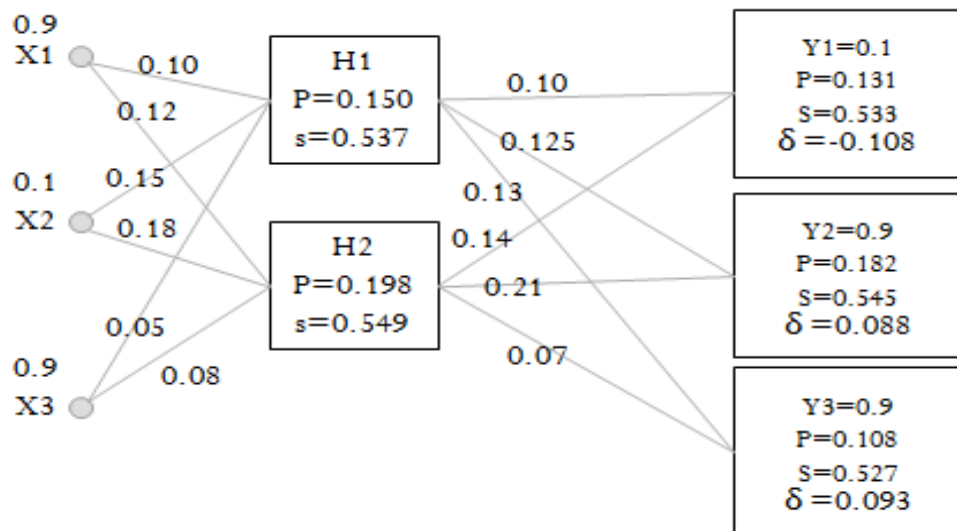 0.9
X1
0.1
X2
0.9
X3
0.10
0.12
0.15
0.18
0.05
0.08
H1
P=0.150
s=0.537
H2
P=0.198
s=0.549
0.10
0.125
0.13
0.14
0.21
0.07
Y1=0.1
P=0.131
S=0.533
δ=-0.108
Y2=0.9
P=0.182
S=0.545
δ=0.088
Y3=0.9
P=0.108
S=0.527
δ=0.093